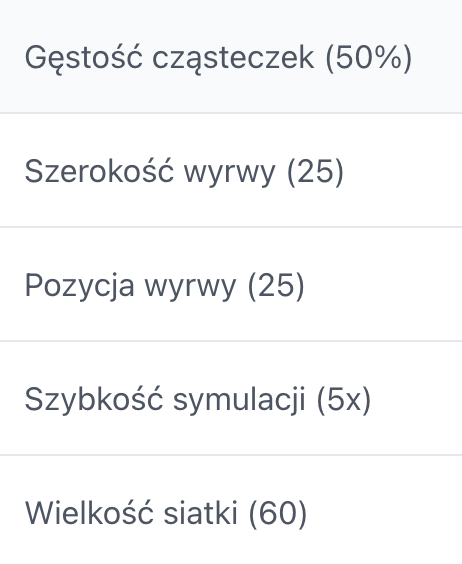 Gęstość cząsteczek (50%)
Szerokość wyrwy (25)
Pozycja wyrwy (25)
Szybkość symulacji (5x)
Wielkość siatki (60)